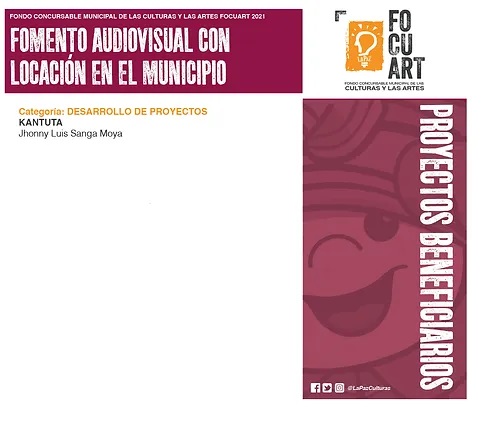 FONDO CONCURSABLE MUNICIPAL DE LAS CULTURAS Y LAS ARTES FOCUART 2021
FOMENTO AUDIOVISUAL CON
LOCACIÓN EN EL MUNICIPIO
FO
CU
ART
LA PAZ
FONDO CONCURSABLE MUNICIPAL DE LAS
CULTURAS Y LAS ARTES
Categoría: DESARROLLO DE PROYECTOS
KANTUTA
Jhonny Luis Sanga Moya
PROYECTOS BENEFICIARIOS
@LaPazCulturas